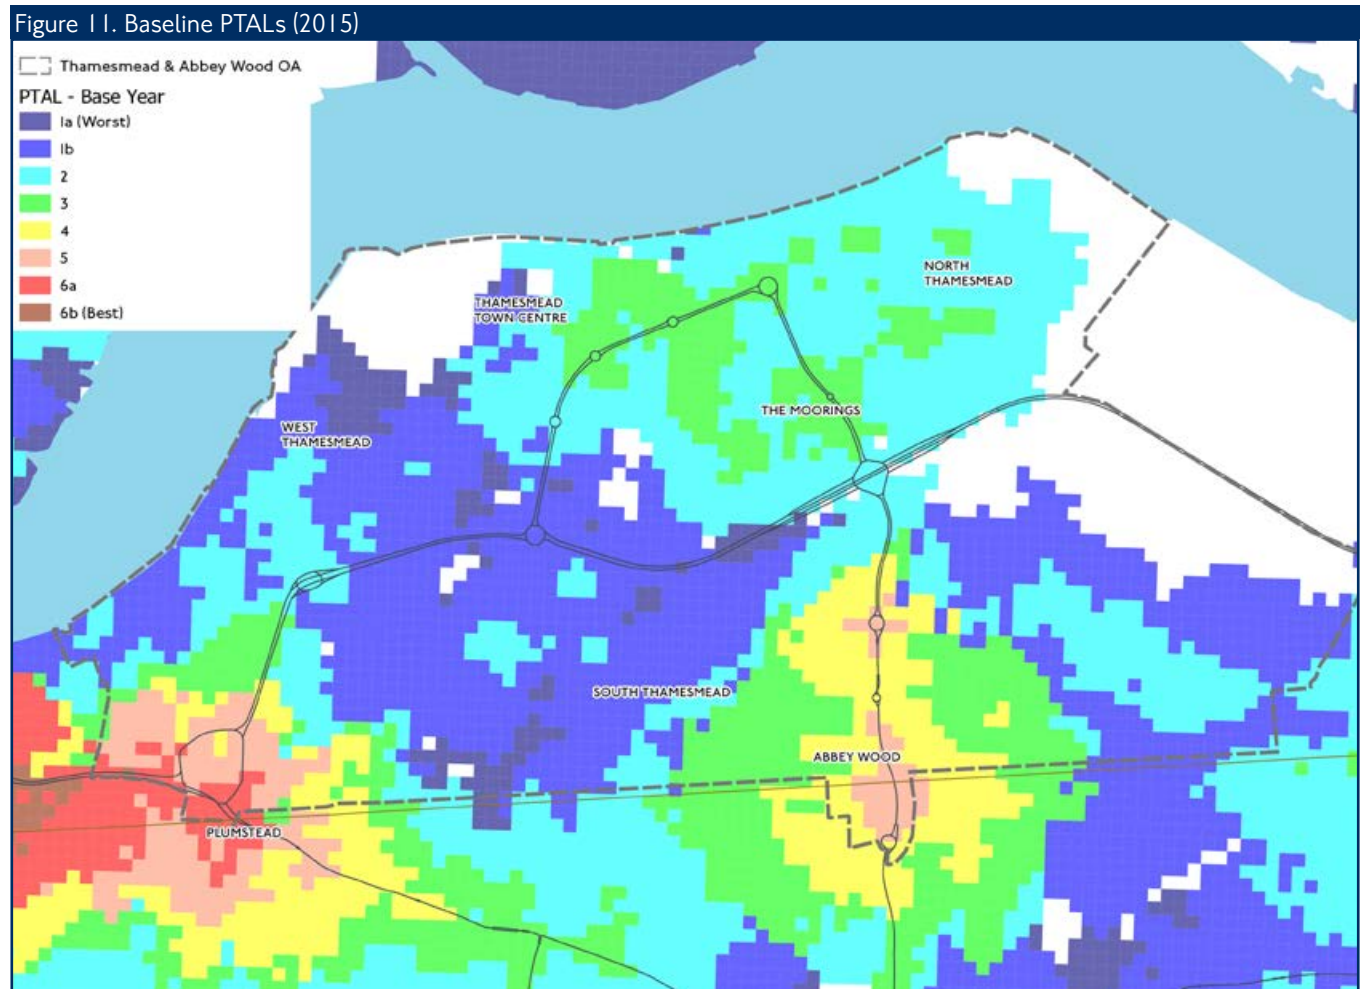 Figure 11. Baseline PTALs (2015)
Thamesmead & Abbey Wood OA
PTAL - Base Year
1a (Worst)
1b
2
3
4
5
6a
6b (Best)
NORTH
THAMESMEAD
THAMESMEAD
TOWN CENTRE
THE MOORINGS
WEST
THAMESMEAD
SOUTH THAMESMEAD
ABBEY WOOD
PLUMSTEAD